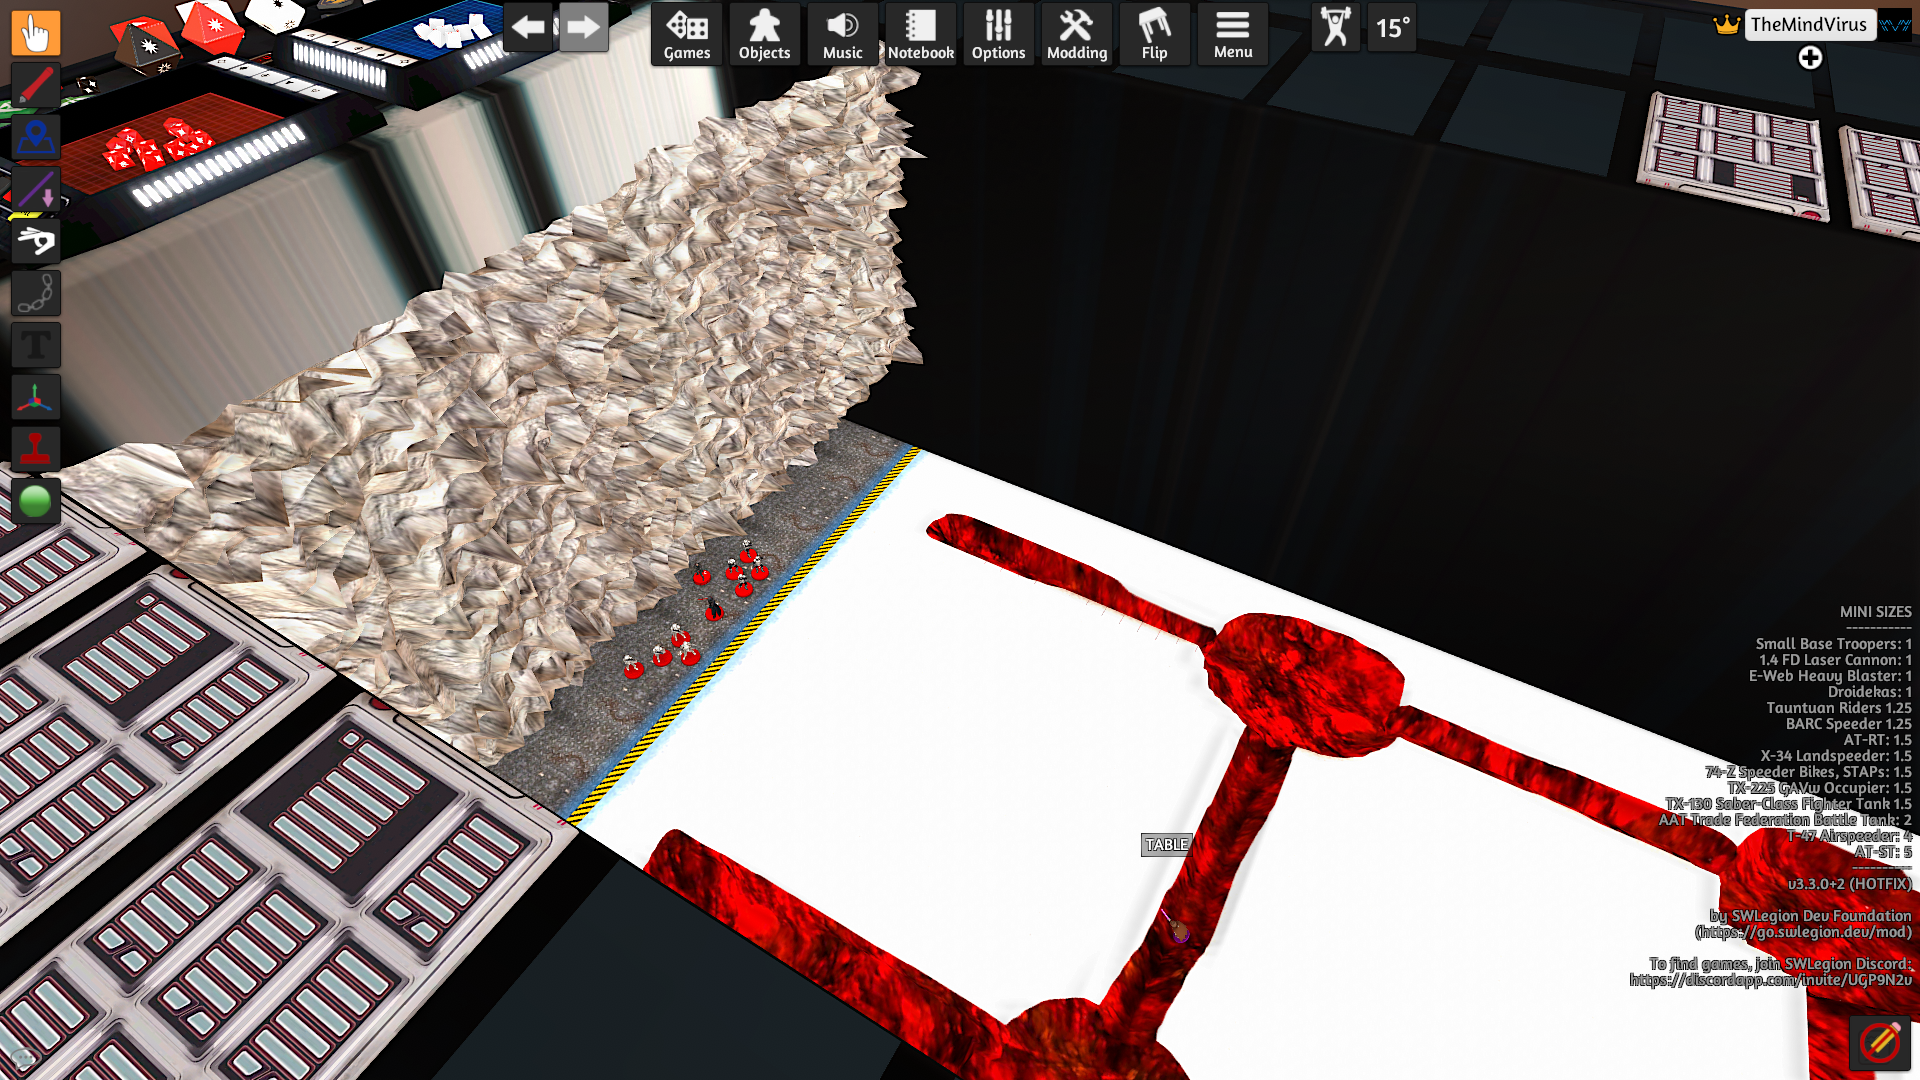 Games
Objects
Music
Notebook
Options
Modding
Flip
Menu
15°
TheMindVirus
T
TABLE
MINI SIZES
-----------
Small Base Troopers: 1
1.4 FD Laser Cannon: 1
E-Web Heavy Blaster: 1
Droidekas: 1
Tauntuan Riders 1.25
BARC Speeder 1.25
AT-RT: 1.5
X-34 Landspeeder: 1.5
74-Z Speeder Bikes, STAPs: 1.5
TX-225 GAVw Occupier: 1.5
TX-130 Saber-Class Fighter Tank 1.5
AAT Trade Federation Battle Tank: 2
T-47 Airspeeder: 4
AT-ST: 5
----------
v3.3.0+2 (HOTFIX)
by SWLegion Dev Foundation
(https://go.swlegion.dev/mod)
To find games, join SWLegion Discord:
https://discordapp.com/invite/UGP9N2v